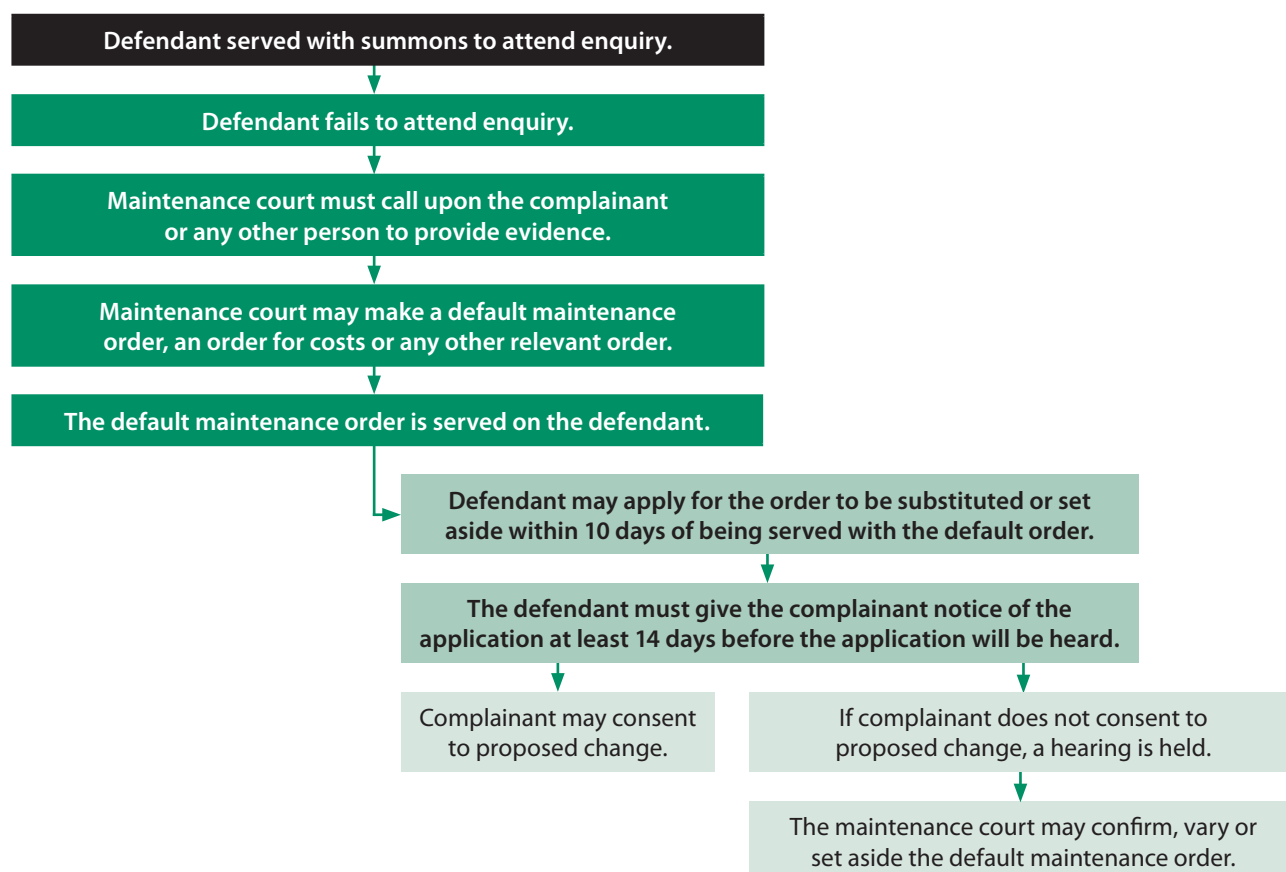 Defendant served with summons to attend enquiry.
Defendant fails to attend enquiry.
Maintenance court must call upon the complainant
or any other person to provide evidence.
Maintenance court may make a default maintenance
order, an order for costs or any other relevant order.
The default maintenance order is served on the defendant.
Defendant may apply for the order to be substituted or set
aside within 10 days of being served with the default order.
The defendant must give the complainant notice of the
application at least 14 days before the application will be heard.
Complainant may consent
to proposed change.
If complainant does not consent to
proposed change, a hearing is held.
The maintenance court may confirm, vary or
set aside the default maintenance order.